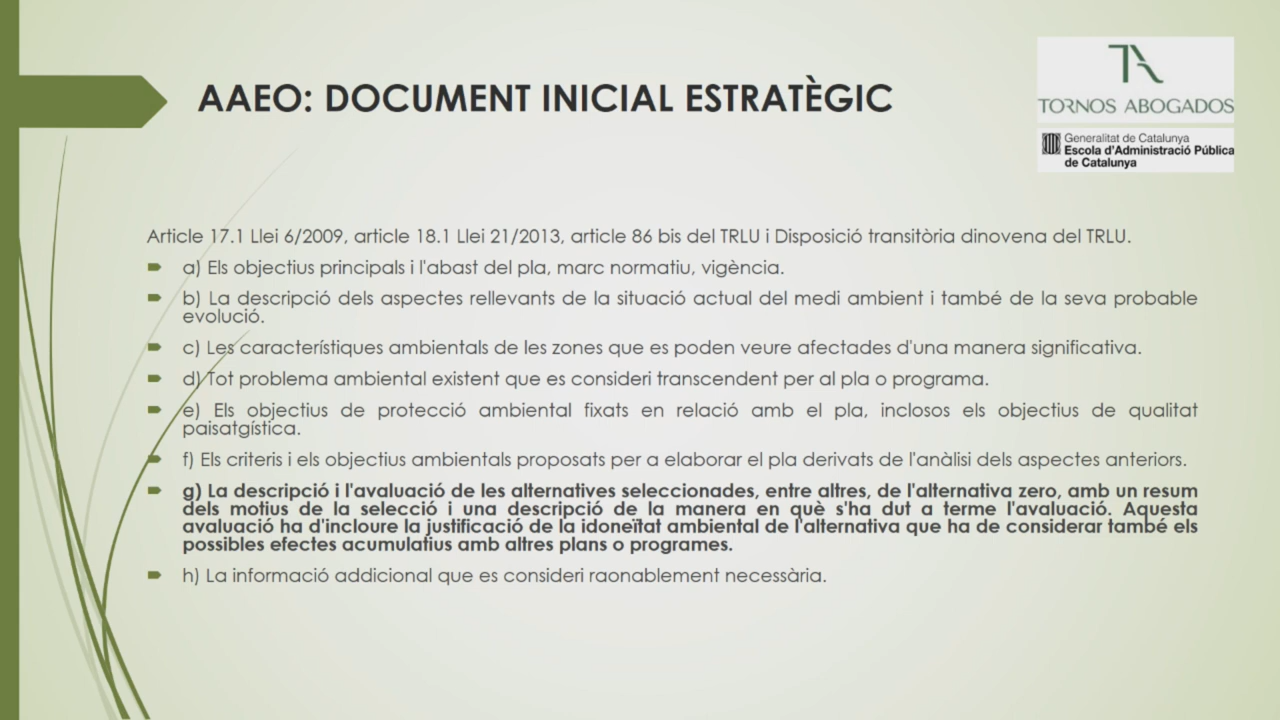 AAEO: DOCUMENT INICIAL ESTRATÈGIC
TORNOS ABOGADOS
Generalitat de Catalunya
Escola d'Administració Pública
de Catalunya
Article 17.1 Llei 6/2009, article 18.1 Llei 21/2013, article 86 bis del TRLU i Disposició transitòria dinovena del TRLU.
a) Els objectius principals i l'abast del pla, marc normatiu, vigència.
b) La descripció dels aspectes rellevants de la situació actual del medi ambient i també de la seva probable
evolució.
c) Les característiques ambientals de les zones que es poden veure afectades d'una manera significativa.
d) Tot problema ambiental existent que es consideri transcendent per al pla o programa.
e) Els objectius de protecció ambiental fixats en relació amb el pla, inclosos els objectius de qualitat
paisatgística.
f) Els criteris i els objectius ambientals proposats per a elaborar el pla derivats de l'anàlisi dels aspectes anteriors.
g) La descripció i l'avaluació de les alternatives seleccionades, entre altres, de l'alternativa zero, amb un resum
dels motius de la selecció i una descripció de la manera en què s'ha dut a terme l'avaluació. Aquesta
avaluació ha d'incloure la justificació de la idoneïtat ambiental de l'alternativa que ha de considerar també els
possibles efectes acumulatius amb altres plans o programes.
h) La informació addicional que es consideri raonablement necessària.